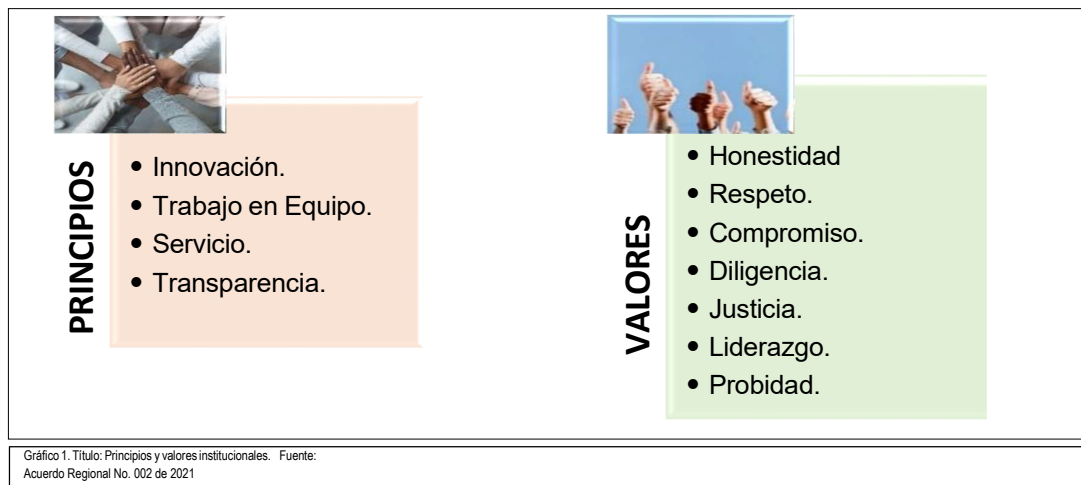 PRINCIPIOS
• Innovación.
• Trabajo en Equipo.
• Servicio.
• Transparencia.
VALORES
• Honestidad
• Respeto.
• Compromiso.
• Diligencia.
• Justicia.
• Liderazgo.
• Probidad.
Gráfico 1. Título: Principios y valores institucionales. Fuente:
Acuerdo Regional No. 002 de 2021